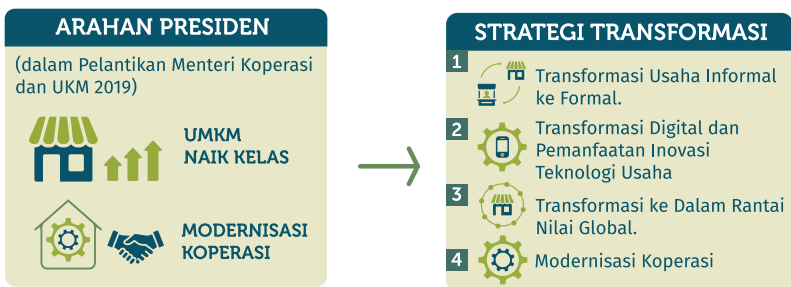 ARAHAN PRESIDEN
(dalam Pelantikan Menteri Koperasi
dan UKM 2019)
UMKM
NAIK KELAS
MODERNISASI
KOPERASI
STRATEGI TRANSFORMASI
1
Transformasi Usaha Informal
ke Formal.
2
Transformasi Digital dan
Pemanfaatan Inovasi
Teknologi Usaha
3
Transformasi ke Dalam Rantai
Nilai Global.
4
Modernisasi Koperasi